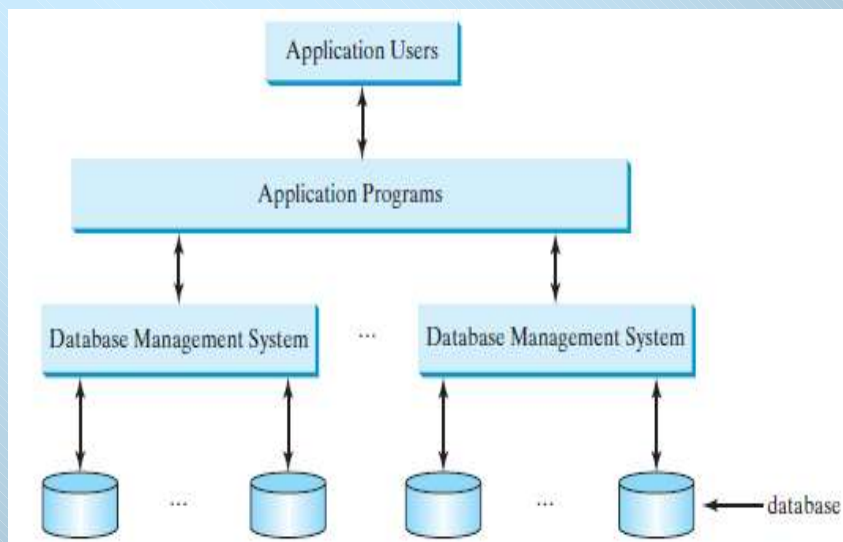 Application Users
Application Programs
Database Management System
...
Database Management System
...
...
database